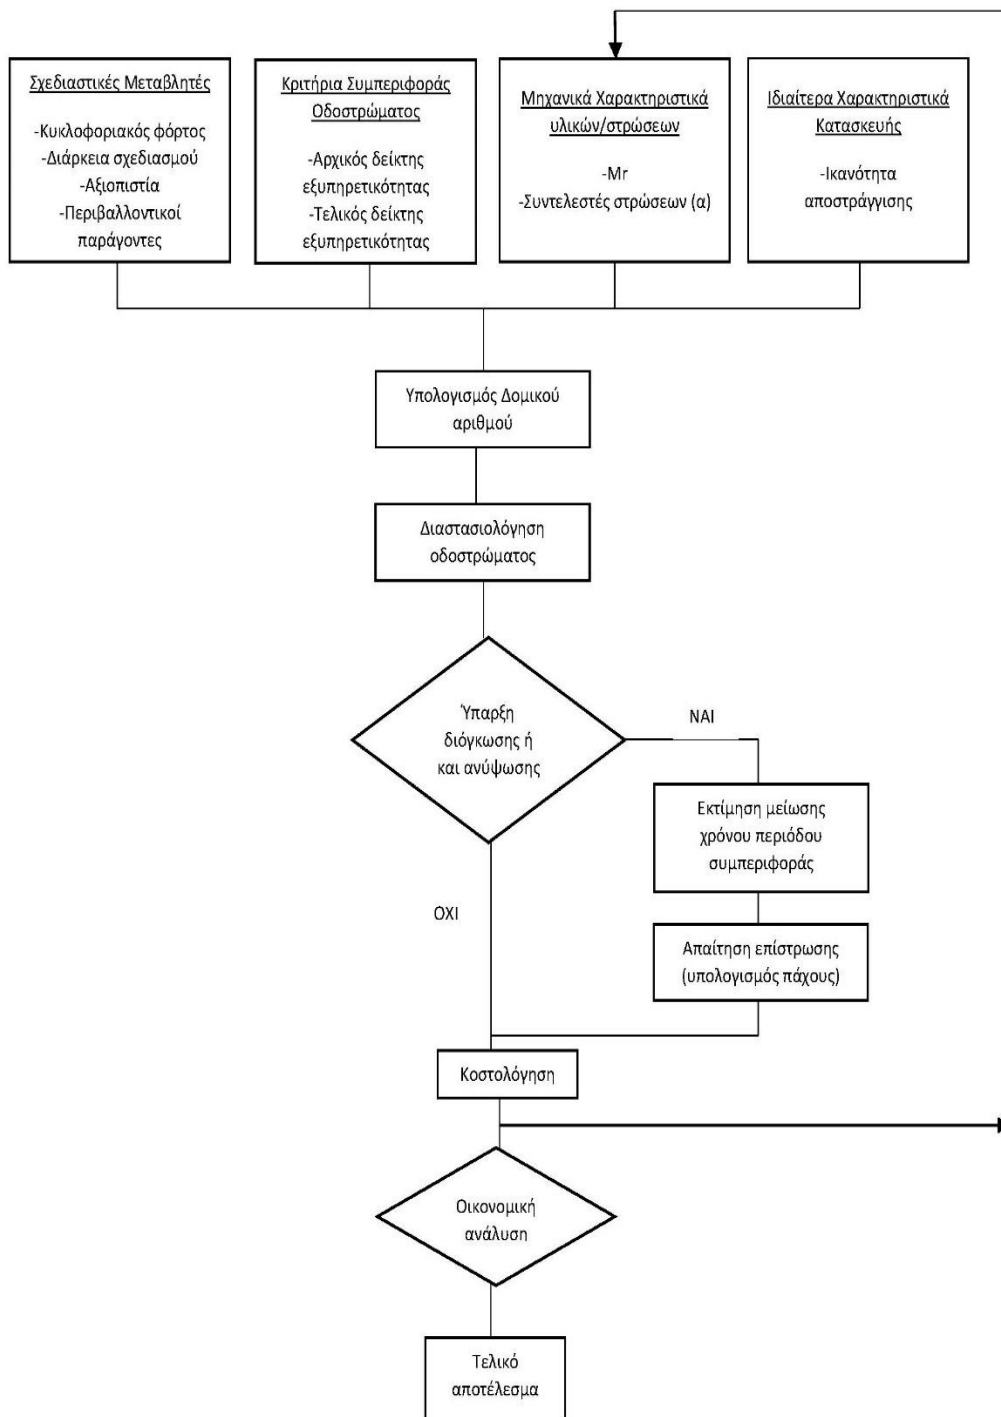 Σχεδιαστικές Μεταβλητές
-Κυκλοφοριακός φόρτος
-Διάρκεια σχεδιασμού
-Αξιοπιστία
-Περιβαλλοντικοί
παράγοντες
Κριτήρια Συμπεριφοράς
Οδοστρώματος
-Αρχικός δείκτης
εξυπηρετικότητας
-Τελικός δείκτης
εξυπηρετικότητας
Μηχανικά Χαρακτηριστικά
υλικών/στρώσεων
-Mr
-Συντελεστές στρώσεων (α)
Ιδιαίτερα Χαρακτηριστικά
Κατασκευής
-Ικανότητα
αποστράγγισης
Υπολογισμός Δομικού
αριθμού
Διαστασιολόγηση
οδοστρώματος
Ύπαρξη
διόγκωσης ή
και ανύψωσης
ΝΑΙ
Εκτίμηση μείωσης
χρόνου περιόδου
συμπεριφοράς
ΟΧΙ
Απαίτηση επίστρωσης
(υπολογισμός πάχους)
Κοστολόγηση
Οικονομική
ανάλυση
Τελικό
αποτέλεσμα